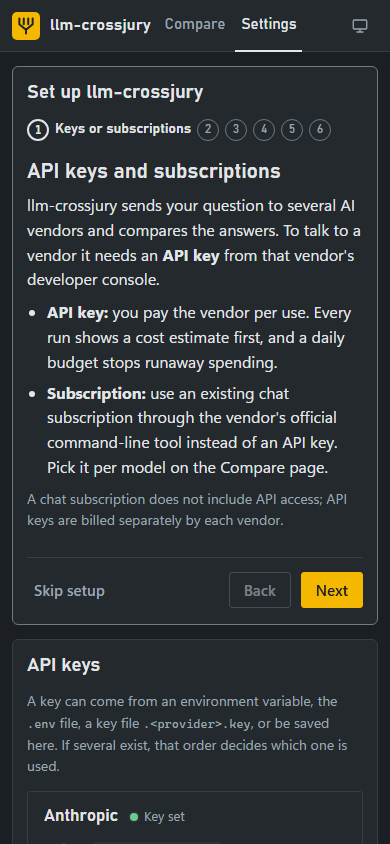 llm-crossjury Compare Settings
Set up llm-crossjury
1 Keys or subscriptions 2 3 4 5 6
API keys and subscriptions
llm-crossjury sends your question to several AI
vendors and compares the answers. To talk to a
vendor it needs an API key from that vendor's
developer console.
• API key: you pay the vendor per use. Every
run shows a cost estimate first, and a daily
budget stops runaway spending.
• Subscription: use an existing chat
subscription through the vendor's official
command-line tool instead of an API key.
Pick it per model on the Compare page.
A chat subscription does not include API access; API
keys are billed separately by each vendor.
Skip setup Back Next
API keys
A key can come from an environment variable, the
.env file, a key file .<provider>.key, or be saved
here. If several exist, that order decides which one is
used.
Anthropic Key set